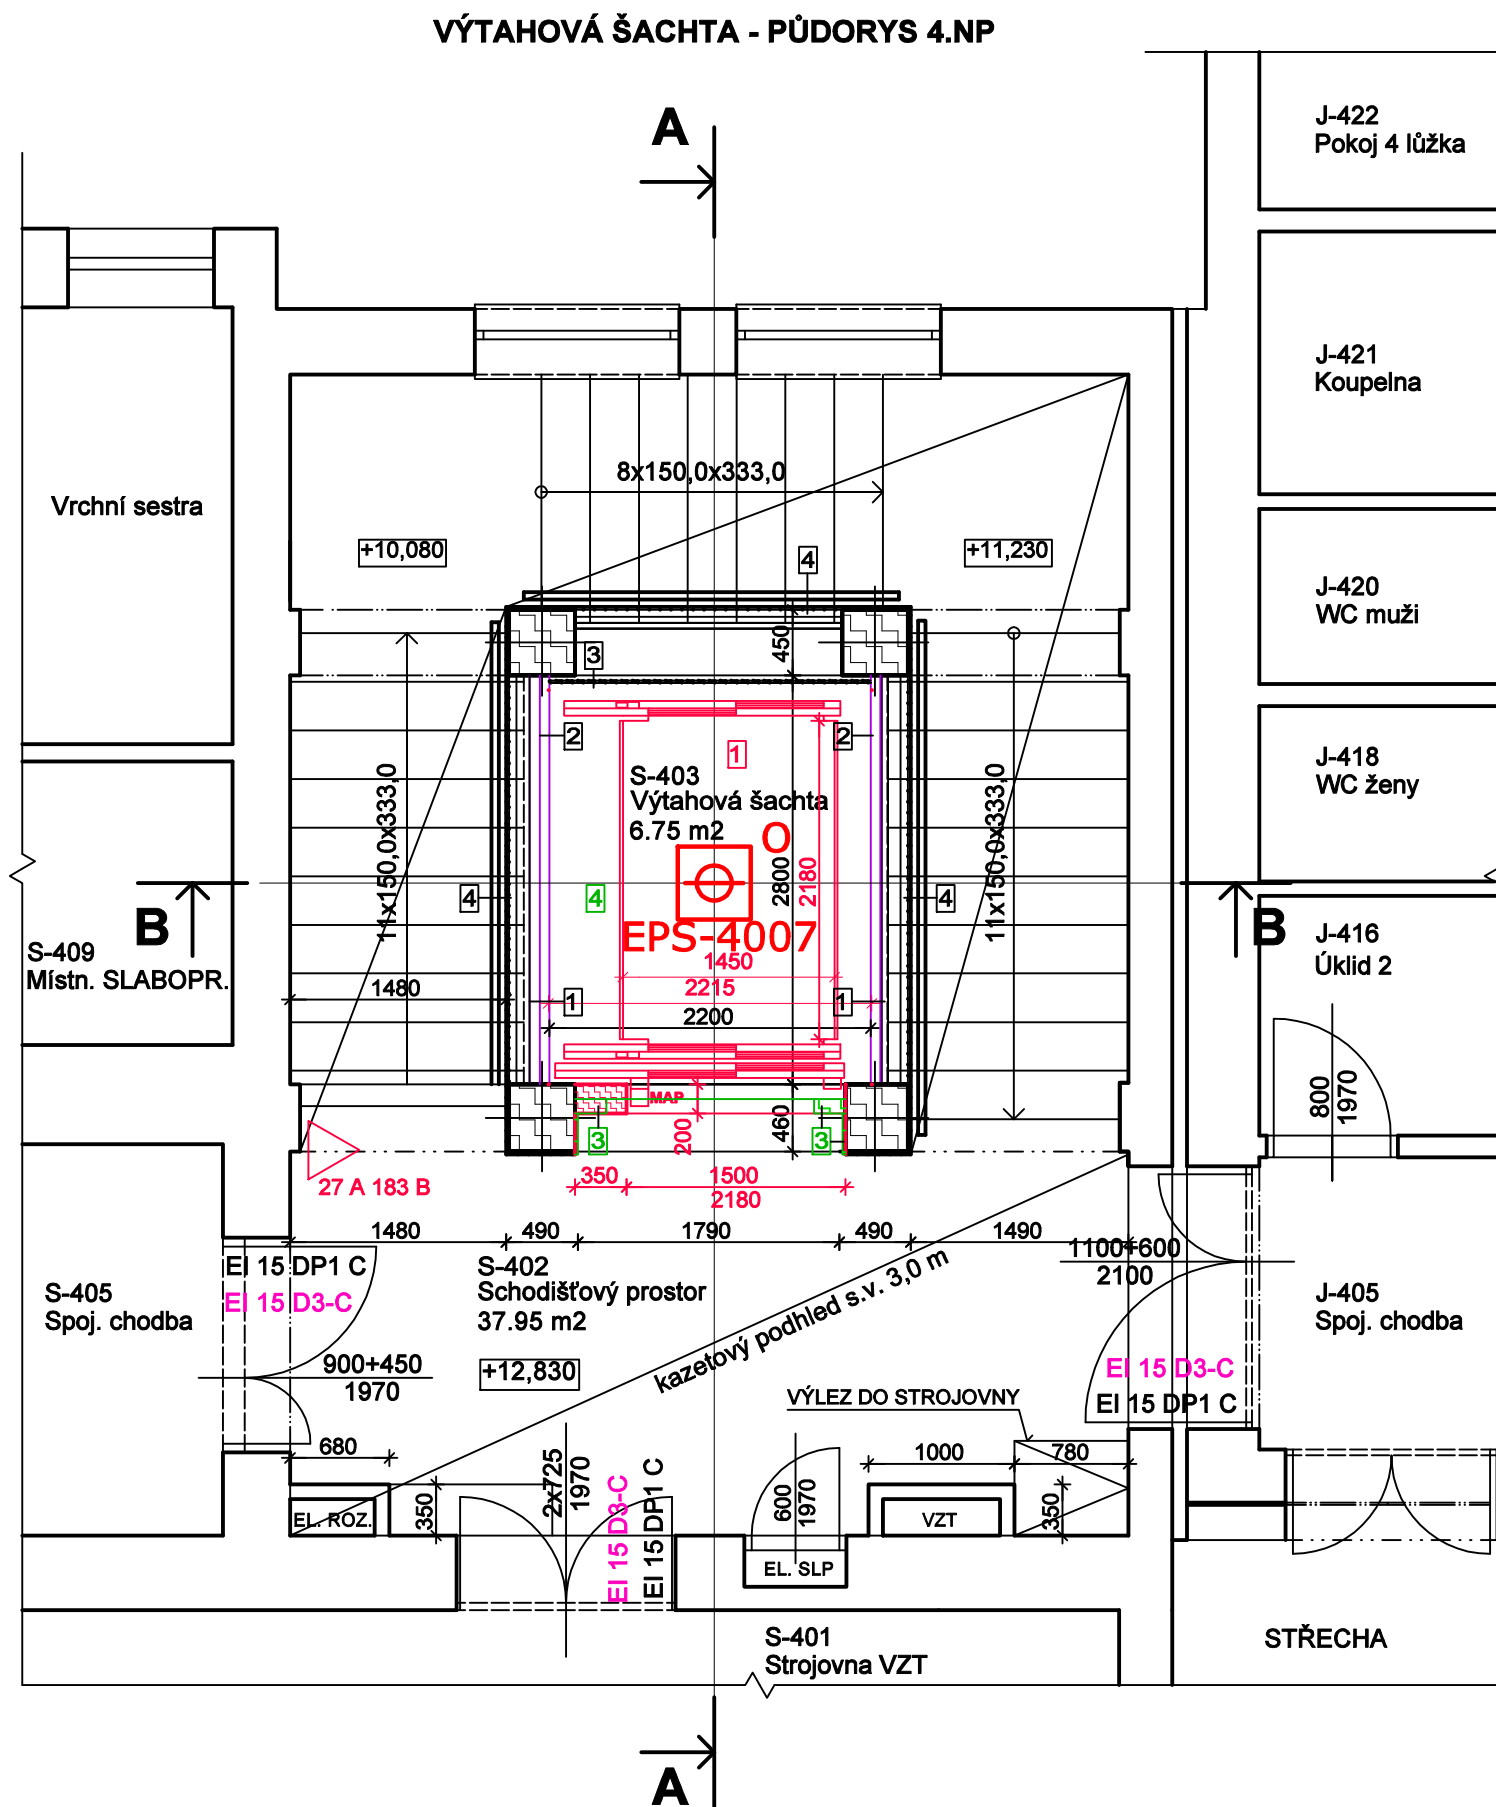 VÝTAHOVÁ ŠACHTA - PŮDORYS 4.NP
A
J-422
Pokoj 4 lůžka
J-421
Koupelna
8x150,0x333,0
Vrchní sestra
+10,080
+11,230
4
J-420
WC muži
450
3
2
2
1
J-418
WC ženy
S-403
Výtahová šachta
6.75 m2
O
11x150,0x333,0
2800
2180
11x150,0x333,0
4
4
4
B
B
EPS-4007
J-416
Úklid 2
S-409
Místn. SLABOPR.
1450
2215
2200
1480
1
1
800
1970
MAP
200
460
3
3
350
1500
2180
27 A 183 B
1480
490
1790
490
1490
1100+600
2100
EI 15 DP1 C
EI 15 D3-C
S-402
Schodišťový prostor
37.95 m2
+12,830
kazetový podhled s.v. 3,0 m
S-405
Spoj. chodba
J-405
Spoj. chodba
900+450
1970
EI 15 D3-C
EI 15 DP1 C
VÝLEZ DO STROJOVNY
680
1000
780
350
2x725
1970
EI 15 D3-C
EI 15 DP1 C
600
1970
350
EL. ROZ.
VZT
EL. SLP
S-401
Strojovna VZT
STŘECHA
A